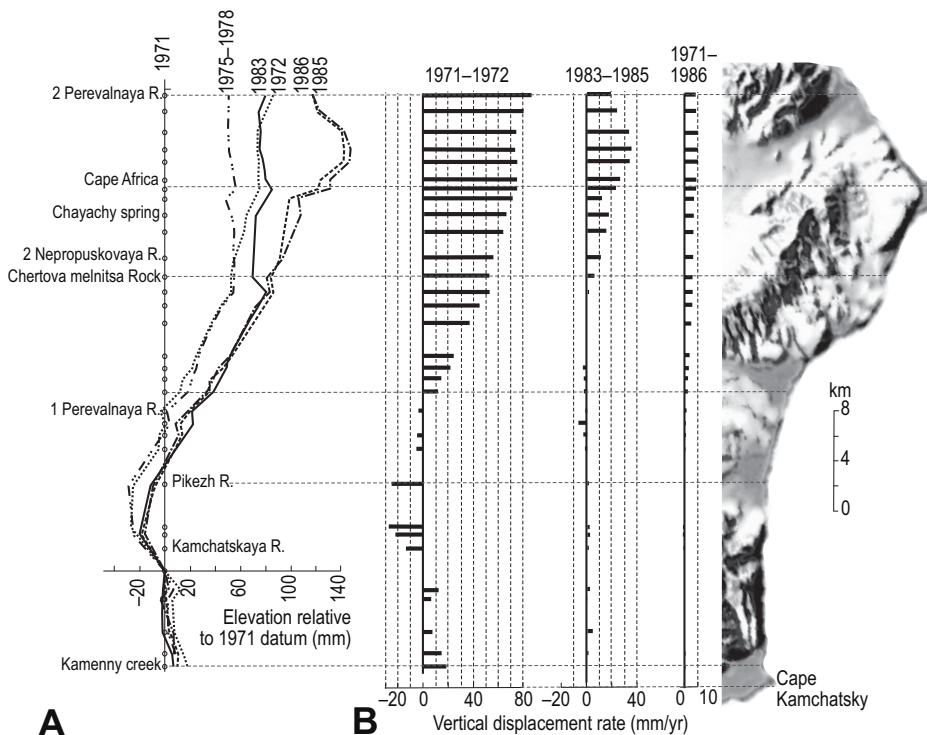 1971
1975–1978
1983
1972
1986
1985
1971–1972
1983–1985
1971–
1986
2 Perevalnaya R.
Cape Africa
Chayachy spring
2 Nepropuskovaya R.
Chertova melnitsa Rock
1 Perevalnaya R.
Pikezh R.
Kamchatskaya R.
Kamenny creek
–20 20 60 100 140
Elevation relative
to 1971 datum (mm)
–20 0 40 80 0 40 0 10
Vertical displacement rate (mm/yr)
km
8
4
0
Cape
Kamchatsky
A
B